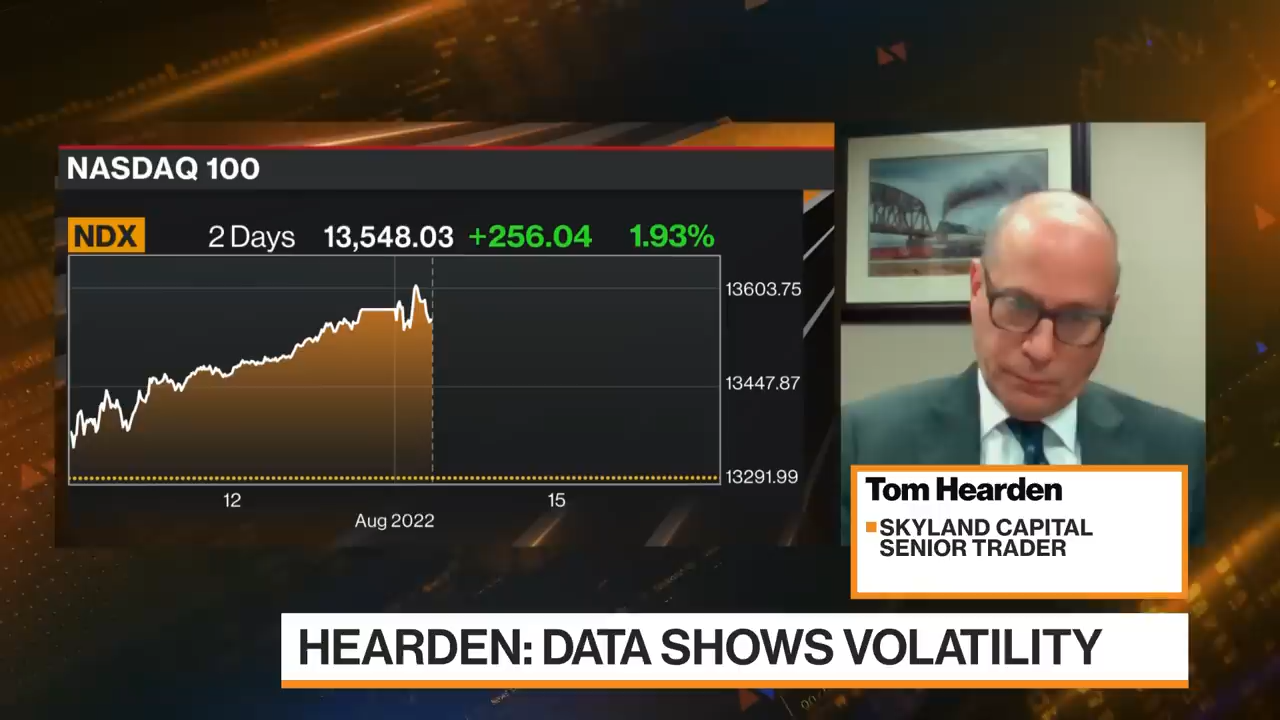 NASDAQ 100
NDX 2 Days 13,548.03 +256.04 1.93%
13603.75
13447.87
13291.99
12 15
Aug 2022
Tom Hearden
SKYLAND CAPITAL
SENIOR TRADER
HEARDEN: DATA SHOWS VOLATILITY